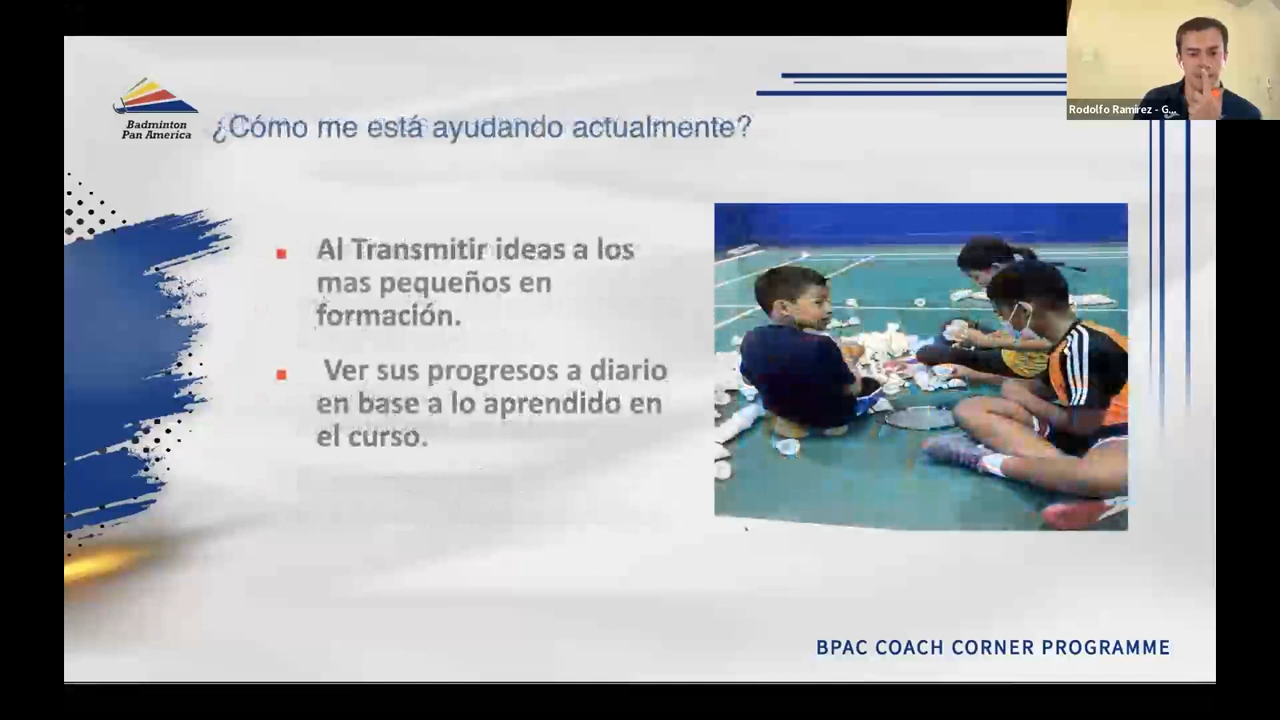 Rodolfo Ramírez - G...
Badminton
Pan America
¿Cómo me está ayudando actualmente?
Al Transmitir ideas a los
mas pequeños en
formación.
Ver sus progresos a diario
en base a lo aprendido en
el curso.
BPAC COACH CORNER PROGRAMME